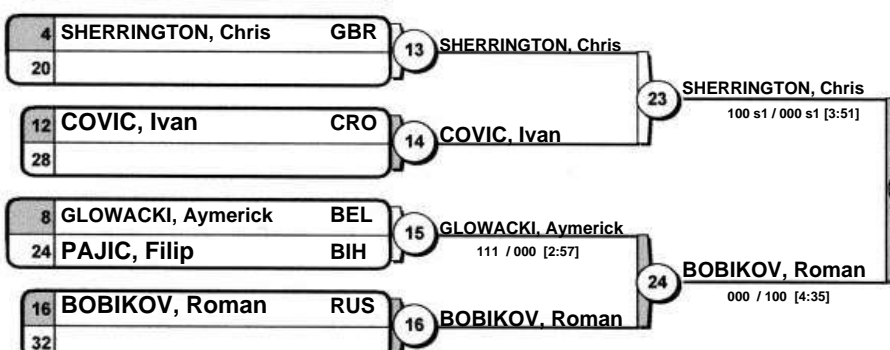 4 SHERRINGTON, Chris GBR
20
13 SHERRINGTON, Chris
12 COVIC, Ivan CRO
28
14 COVIC, Ivan
23 SHERRINGTON, Chris
100 s1 / 000 s1 [3:51]
8 GLOWACKI, Aymerick BEL
24 PAJIC, Filip BIH
15 GLOWACKI, Aymerick
111 / 000 [2:57]
16 BOBIKOV, Roman RUS
32
16 BOBIKOV, Roman
24 BOBIKOV, Roman
000 / 100 [4:35]